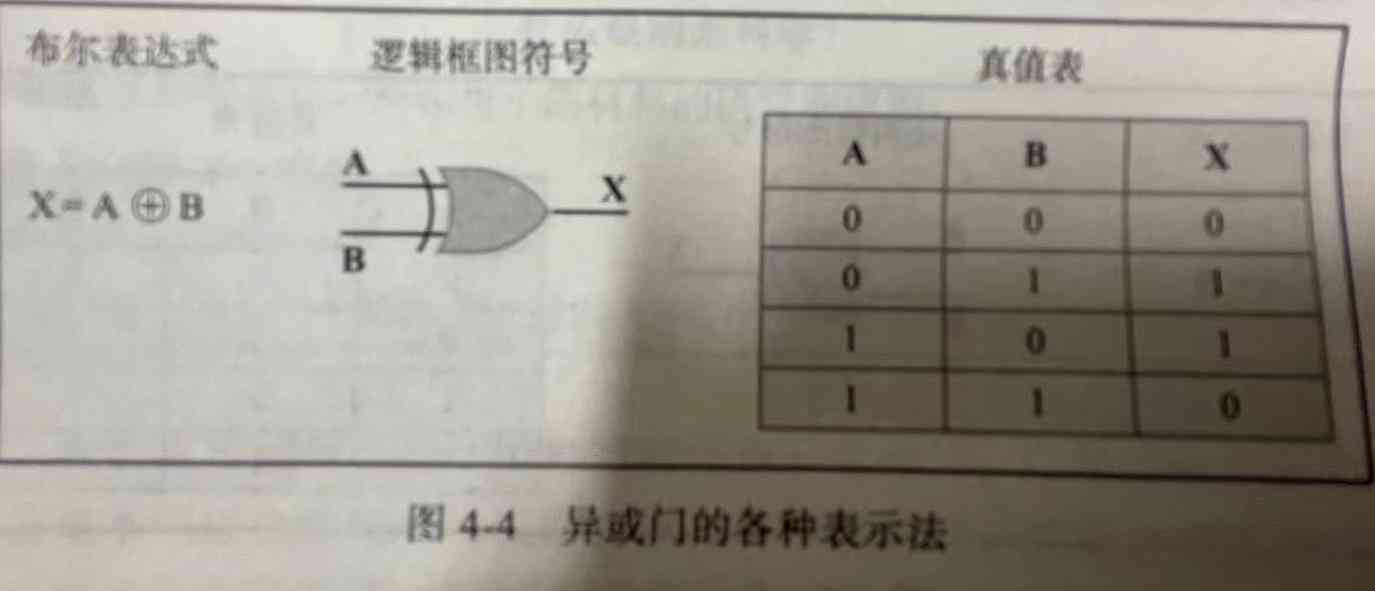 布尔表达式 逻辑框图符号 真值表
X=A⊕B
A
B
X
A B X
0 0 0
0 1 1
1 0 1
1 1 0
图 4-4 异或门的各种表示法